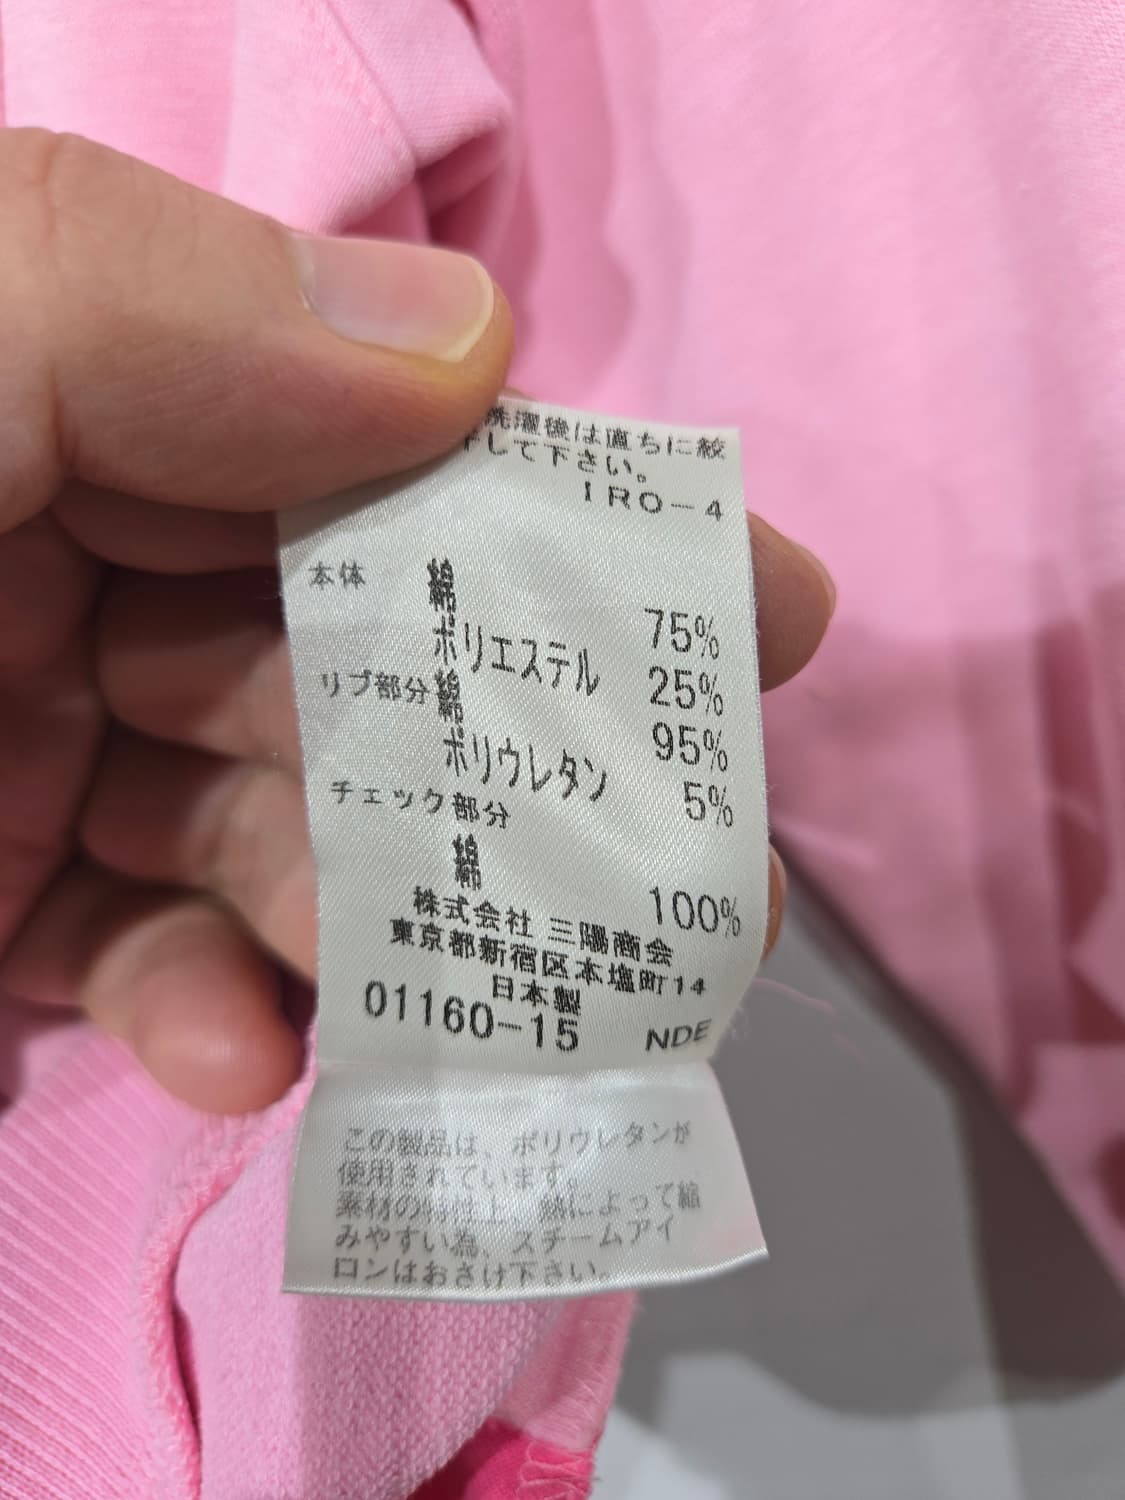 洗濯後は直ちに絞
して下さい。
IRO-4
本体 綿 75%
ポリエステル 25%
リブ部分 綿 95%
ポリウレタン 5%
チェック部分
綿 100%
株式会社 三陽商会
東京都新宿区本塩町14
日本製
01160-15 NDE
この製品は、ポリウレタンが
使用されています。
素材の特性上、熱によって縮
みやすい為、スチームアイ
ロンはおさけ下さい。